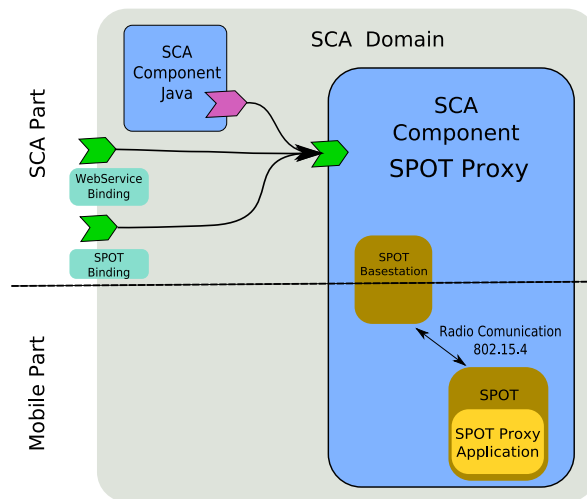 SCA Domain
SCA
Component
Java
SCA Part
SCA
Component
SPOT Proxy
WebService
Binding
SPOT
Binding
SPOT
Basestation
Mobile Part
Radio Comunication
802.15.4
SPOT
SPOT Proxy
Application